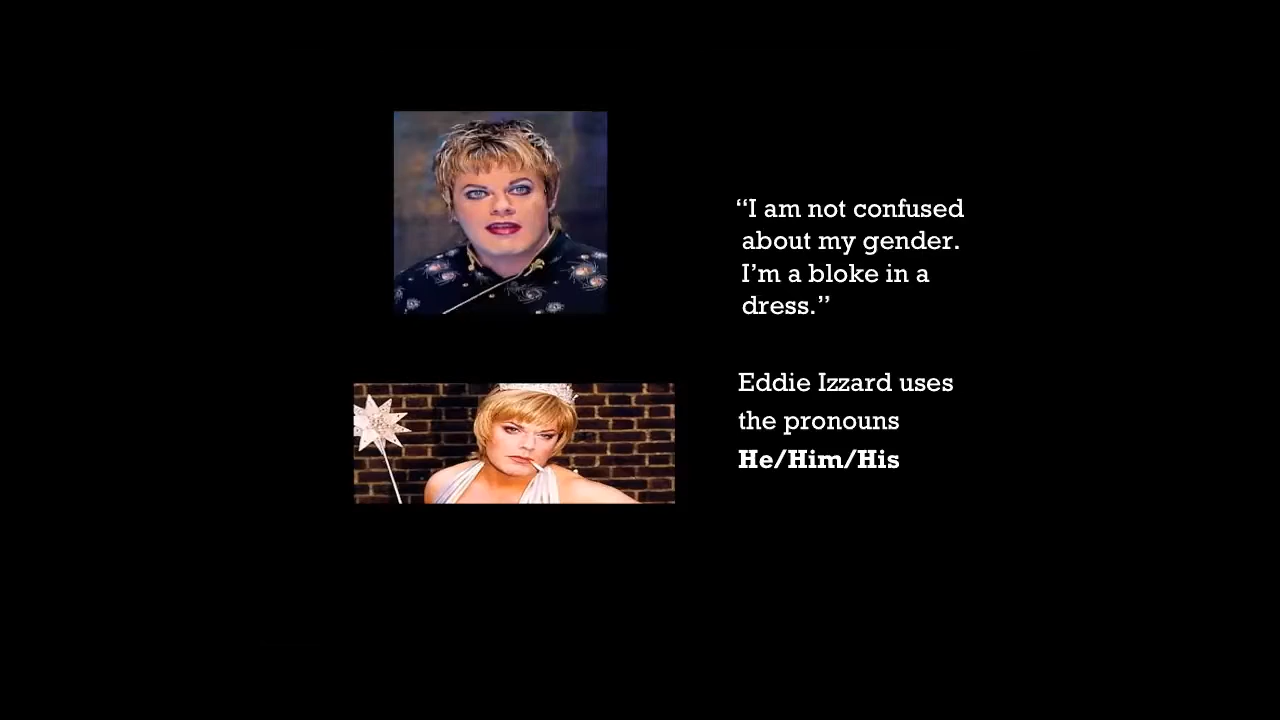 “I am not confused
about my gender.
I’m a bloke in a
dress.”
Eddie Izzard uses
the pronouns
He/Him/His